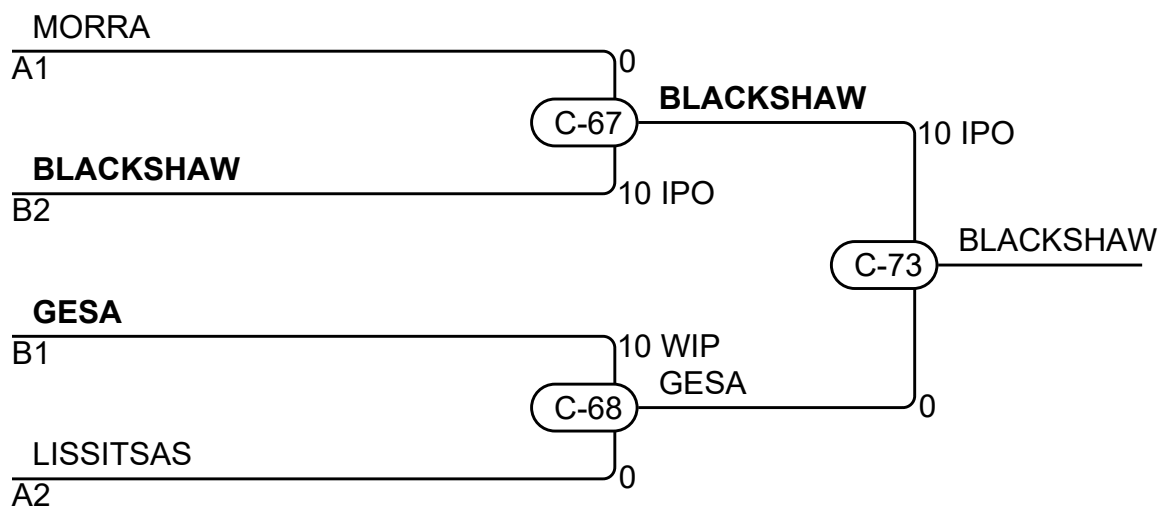 MORRA
A1
0
C-67
BLACKSHAW
10 IPO
BLACKSHAW
B2
10 IPO
C-73
BLACKSHAW
GESA
B1
10 WIP
GESA
C-68
0
LISSITSAS
A2
0